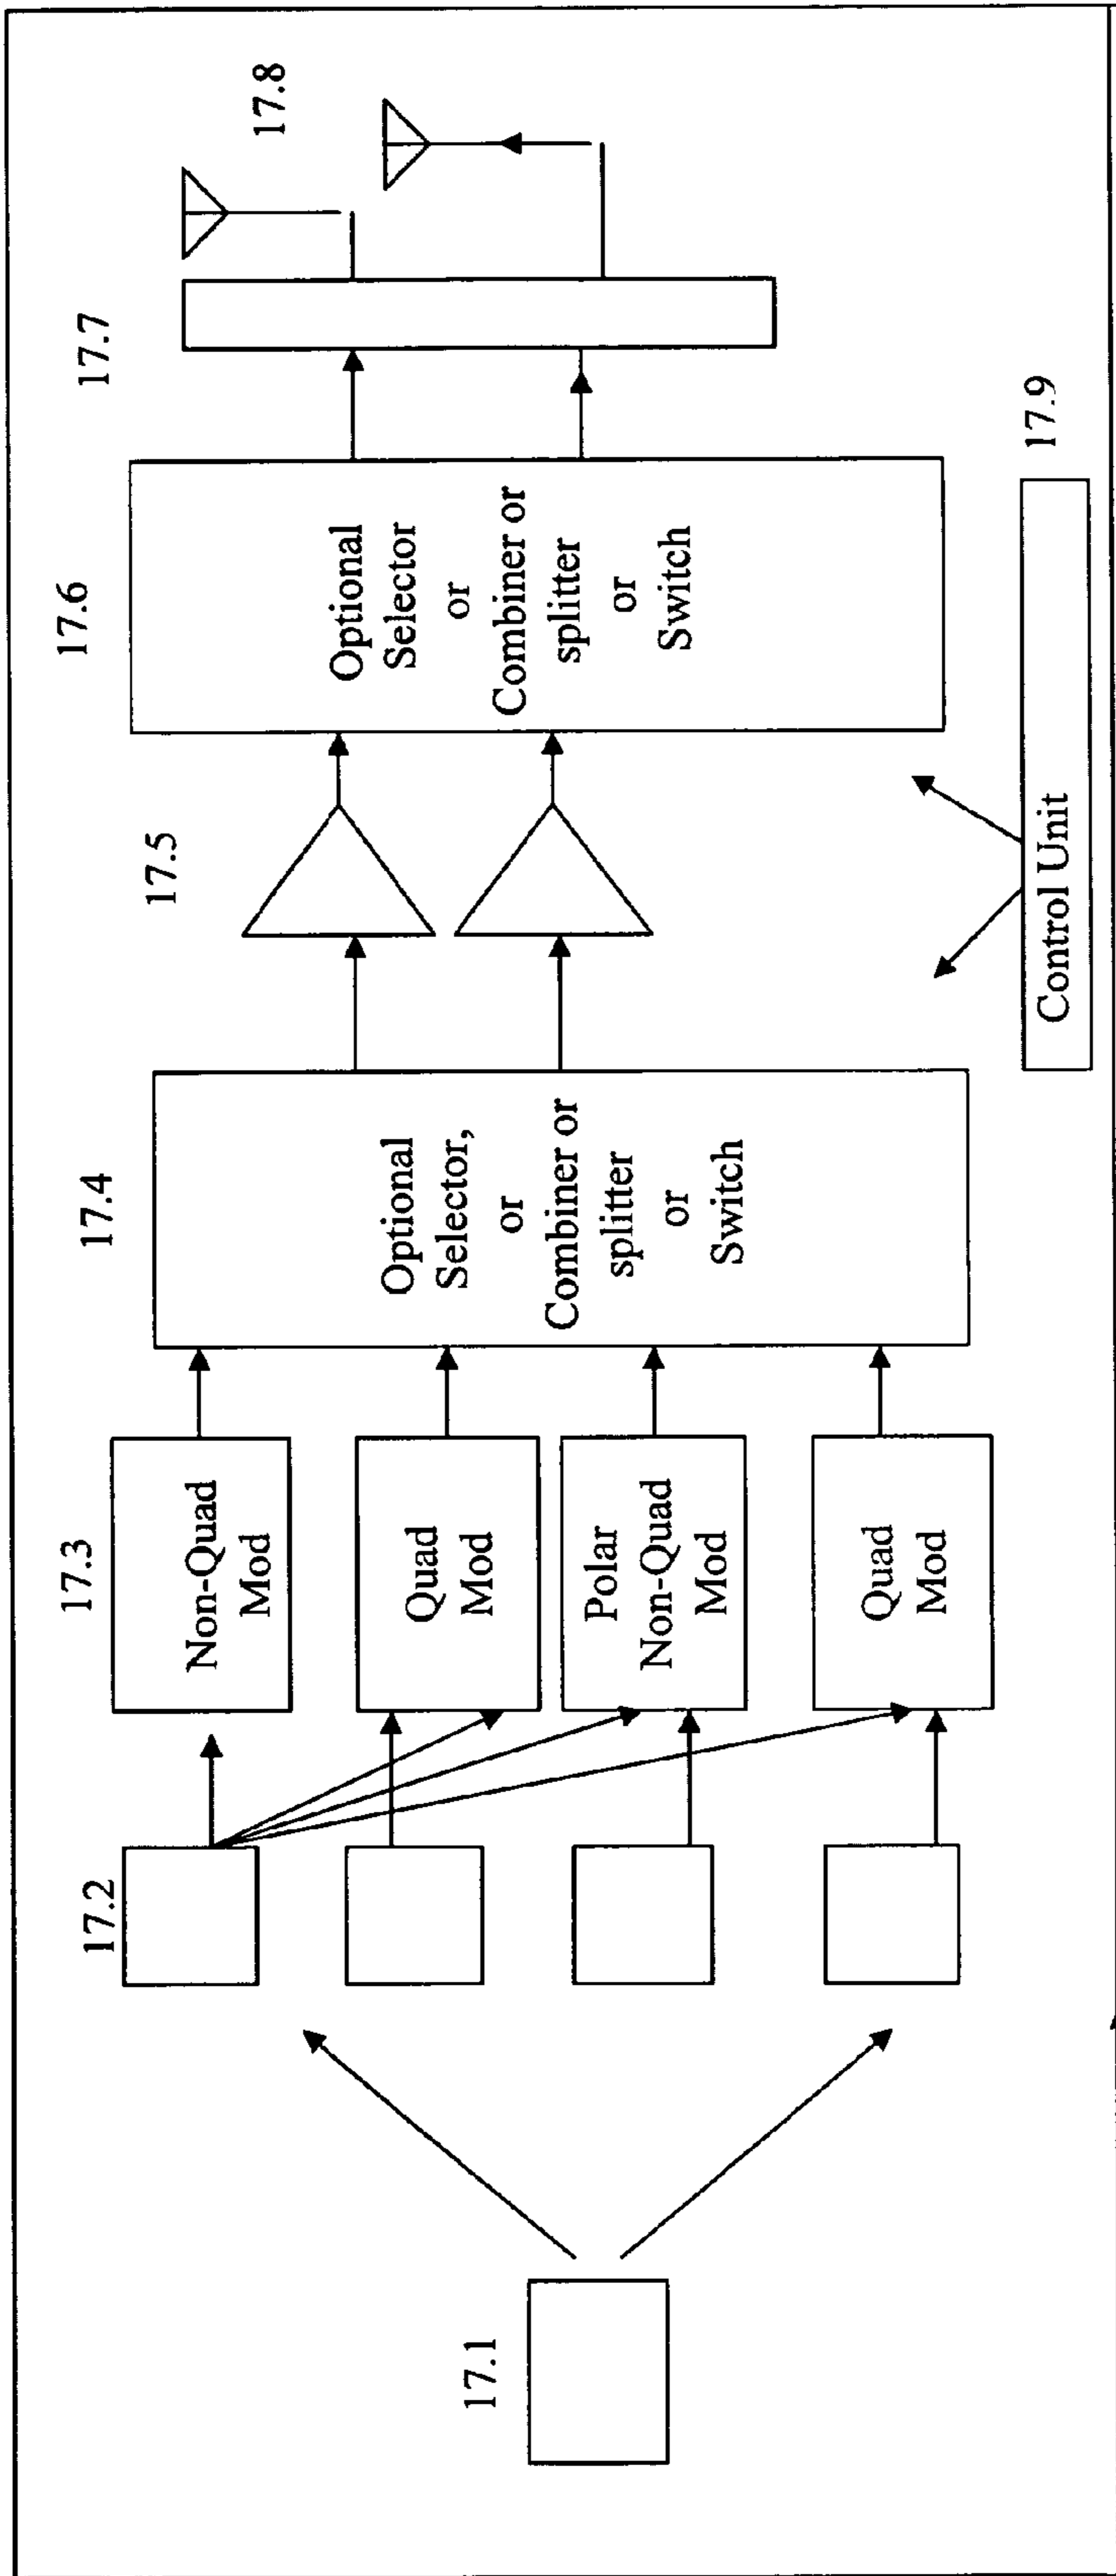 17.1
17.2
17.3
Non-Quad
Mod
Quad
Mod
Polar
Non-Quad
Mod
Quad
Mod
17.4
Optional
Selector,
or
Combiner or
splitter
or
Switch
17.5
17.6
Optional
Selector
or
Combiner or
splitter
or
Switch
17.7
17.8
Control Unit
17.9